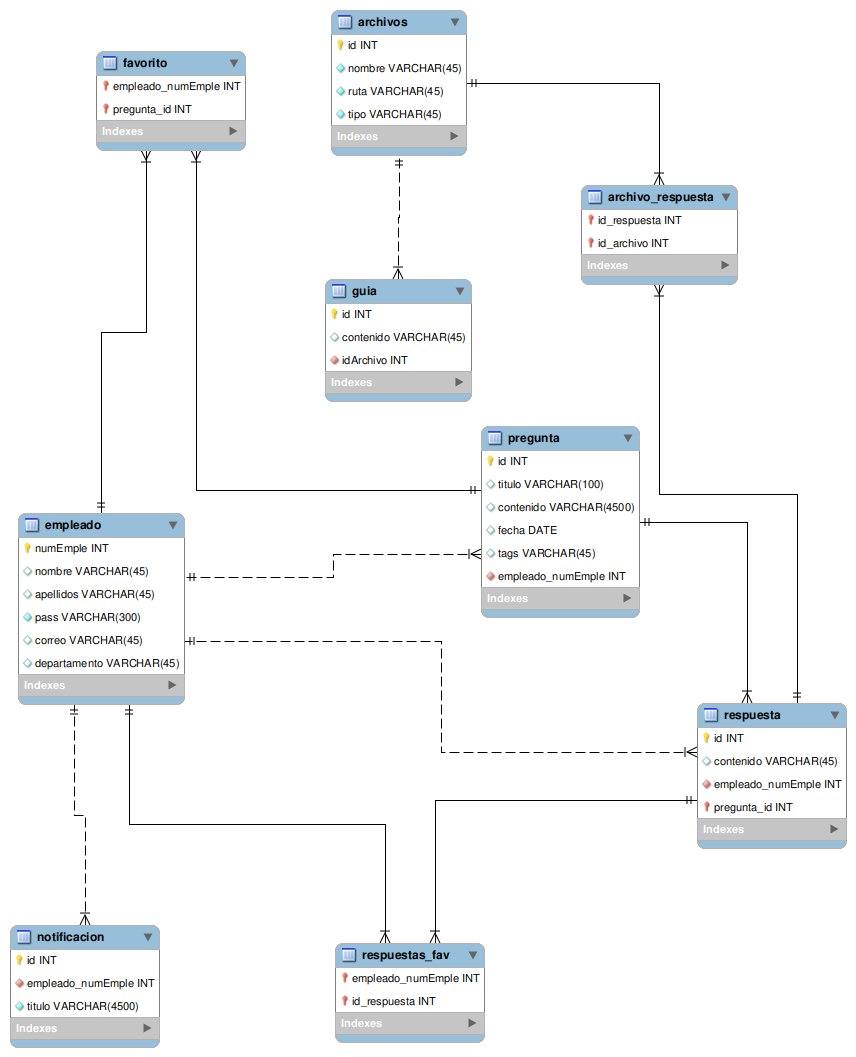 archivos
id INT
nombre VARCHAR(45)
ruta VARCHAR(45)
tipo VARCHAR(45)
Indexes
favorito
empleado_numEmple INT
pregunta_id INT
Indexes
archivo_respuesta
id_respuesta INT
id_archivo INT
Indexes
guia
id INT
contenido VARCHAR(45)
idArchivo INT
Indexes
pregunta
id INT
titulo VARCHAR(100)
contenido VARCHAR(4500)
fecha DATE
tags VARCHAR(45)
empleado_numEmple INT
Indexes
empleado
numEmple INT
nombre VARCHAR(45)
apellidos VARCHAR(45)
pass VARCHAR(300)
correo VARCHAR(45)
departamento VARCHAR(45)
Indexes
respuesta
id INT
contenido VARCHAR(45)
empleado_numEmple INT
pregunta_id INT
Indexes
notificacion
id INT
empleado_numEmple INT
titulo VARCHAR(4500)
Indexes
respuestas_fav
empleado_numEmple INT
id_respuesta INT
Indexes